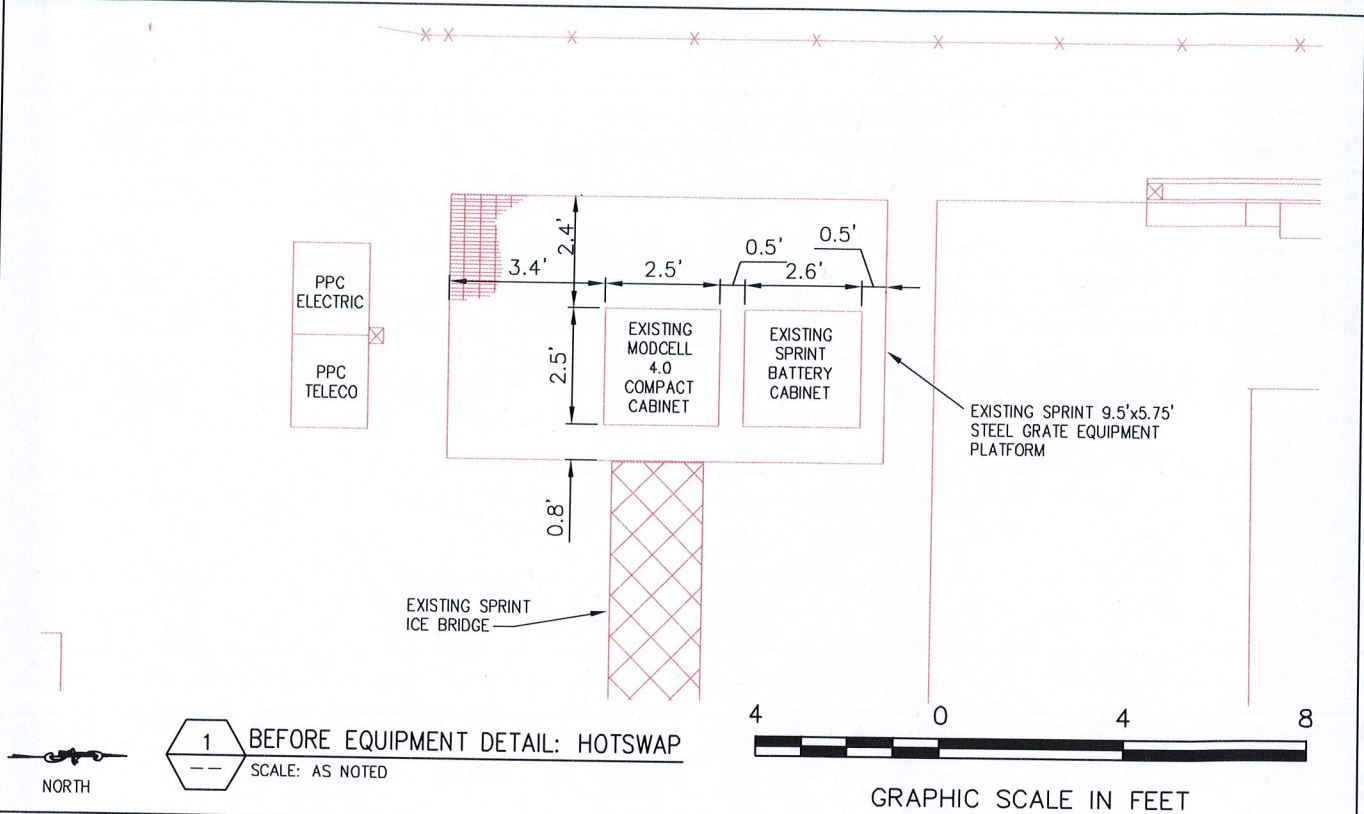 2.4'
3.4'
2.5'
0.5'
2.6'
0.5'
PPC
ELECTRIC
PPC
TELECO
2.5'
EXISTING
MODCELL
4.0
COMPACT
CABINET
EXISTING
SPRINT
BATTERY
CABINET
EXISTING SPRINT 9.5'x5.75'
STEEL GRATE EQUIPMENT
PLATFORM
0.8'
EXISTING SPRINT
ICE BRIDGE
NORTH
1
--
BEFORE EQUIPMENT DETAIL: HOTSWAP
SCALE: AS NOTED
4 0 4 8
GRAPHIC SCALE IN FEET